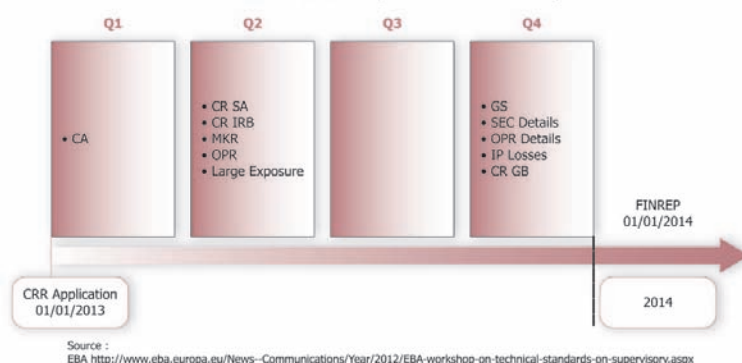 Q1
Q2
Q3
Q4
• CA
• CR SA
• CR IRB
• MKR
• OPR
• Large Exposure
• GS
• SEC Details
• OPR Details
• IP Losses
• CR GB
FINREP
01/01/2014
CRR Application
01/01/2013
2014
Source :
EBA http://www.eba.europa.eu/News--Communications/Year/2012/EBA-workshop-on-technical-standards-on-supervisory.aspx